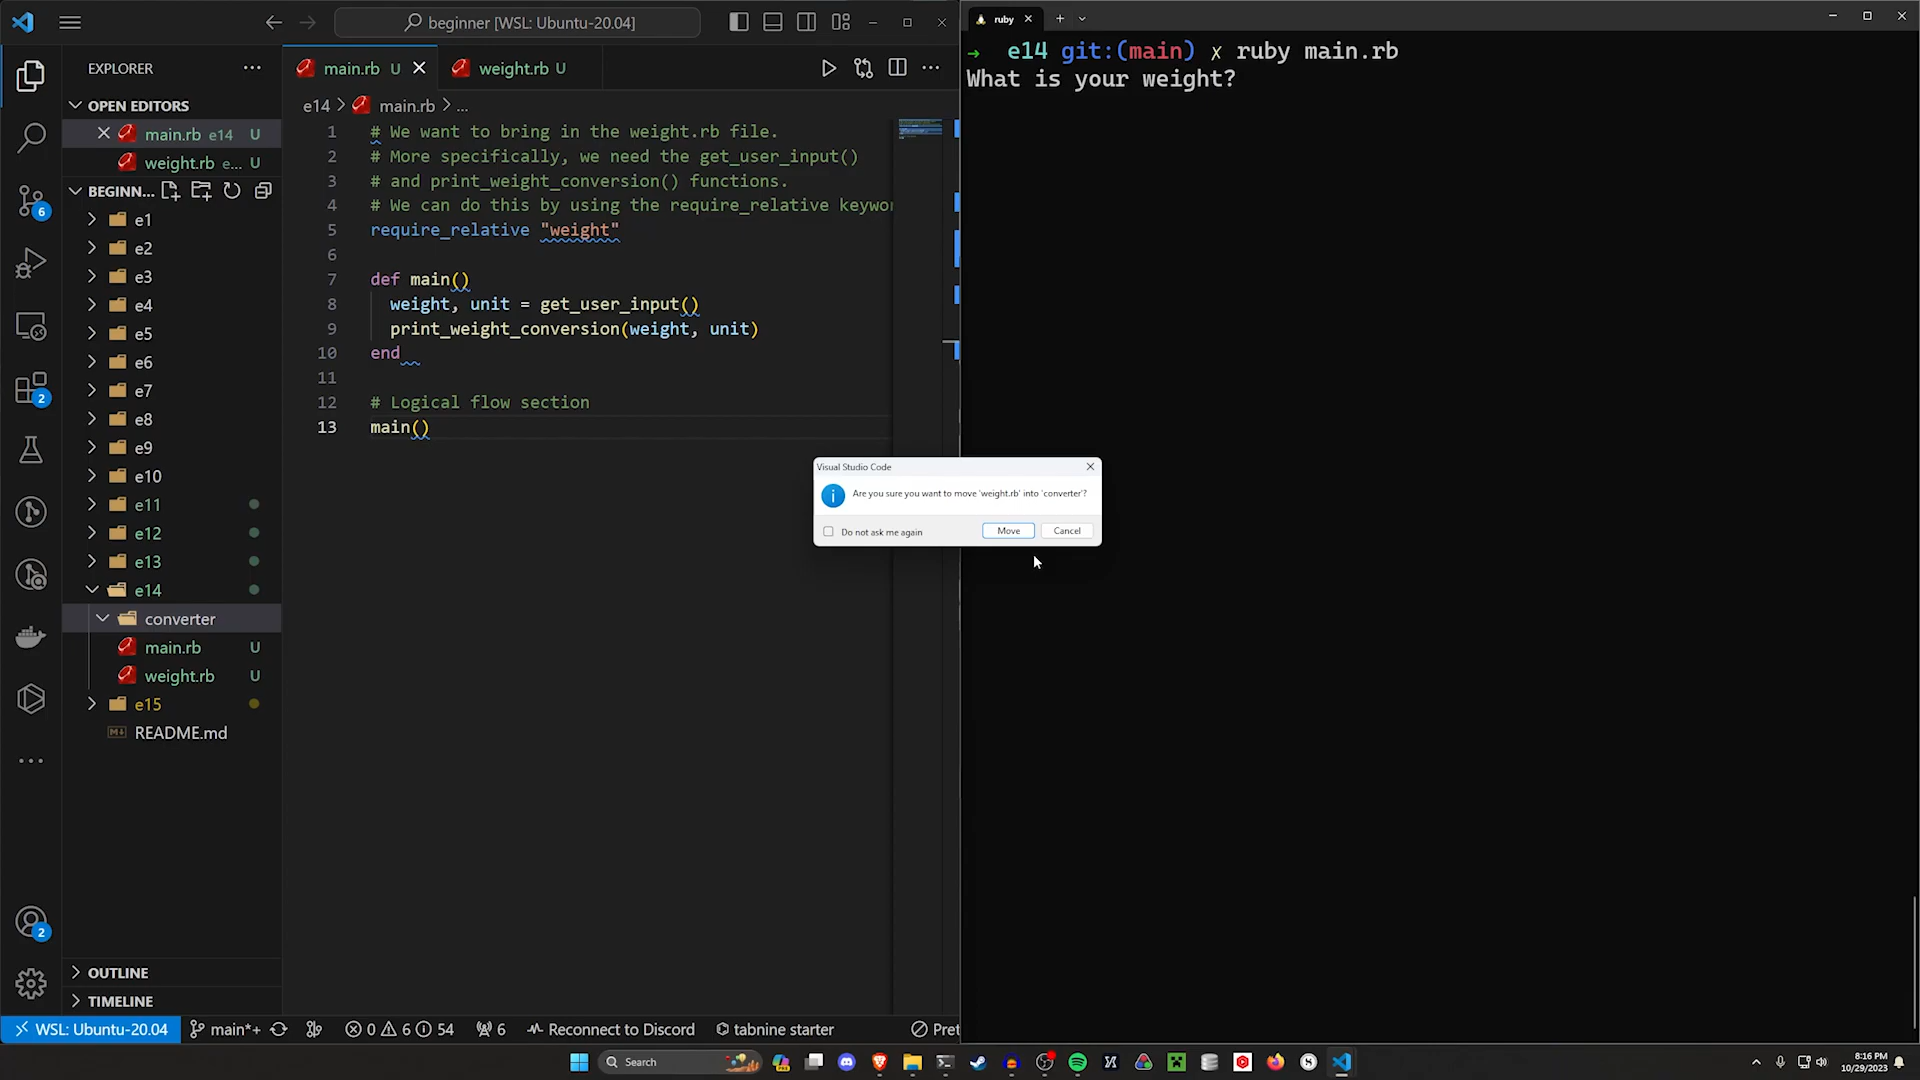 beginner [WSL: Ubuntu-20.04]
EXPLORER
OPEN EDITORS
main.rb e14 U
weight.rb e... U
BEGINN...
e1
e2
e3
e4
e5
e6
e7
e8
e9
e10
e11
e12
e13
e14
converter
main.rb U
weight.rb U
e15
README.md
OUTLINE
TIMELINE
6
2
2
main.rb U
weight.rb U
e14 > main.rb > ...
1 # We want to bring in the weight.rb file.
2 # More specifically, we need the get_user_input()
3 # and print_weight_conversion() functions.
4 # We can do this by using the require_relative keywor
5 require_relative "weight"
6
7 def main()
8 weight, unit = get_user_input()
9 print_weight_conversion(weight, unit)
10 end
11
12 # Logical flow section
13 main()
Visual Studio Code
Are you sure you want to move 'weight.rb' into 'converter'?
Do not ask me again
Move
Cancel
ruby
→ e14 git:(main) x ruby main.rb
What is your weight?
WSL: Ubuntu-20.04
main*+
0 6 54
6
Reconnect to Discord
tabnine starter
Pret
Search
8:16 PM
10/29/2023